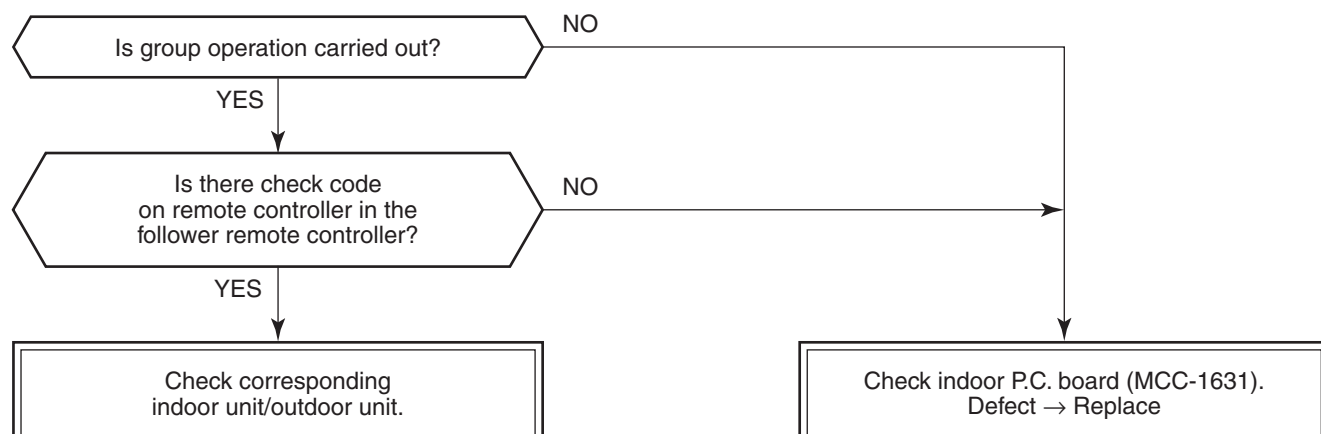 Is group operation carried out?
NO
YES
Is there check code
on remote controller in the
follower remote controller?
NO
YES
Check corresponding
indoor unit/outdoor unit.
Check indoor P.C. board (MCC-1631).
Defect → Replace